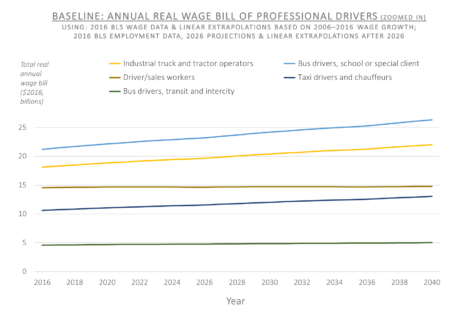 BASELINE: ANNUAL REAL WAGE BILL OF PROFESSIONAL DRIVERS (ZOOMED IN)
USING: 2016 BLS WAGE DATA & LINEAR EXTRAPOLATIONS BASED ON 2006–2016 WAGE GROWTH;
2016 BLS EMPLOYMENT DATA, 2026 PROJECTIONS & LINEAR EXTRAPOLATIONS AFTER 2026
Total real
annual
wage bill
($2016,
billions)
Industrial truck and tractor operators
Bus drivers, school or special client
Driver/sales workers
Taxi drivers and chauffeurs
Bus drivers, transit and intercity
25
20
15
10
5
0
2016 2018 2020 2022 2024 2026 2028 2030 2032 2034 2036 2038 2040
Year